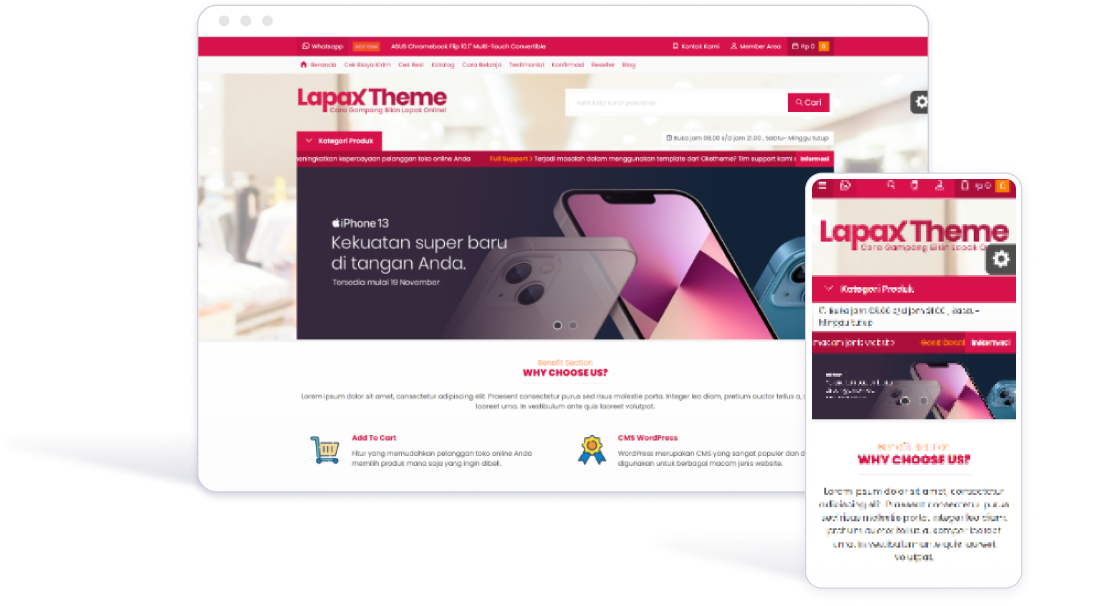 Whatsapp
ASUS Chromebook Flip 10.1" Multi-Touch Convertible
Kontak Kami
Member Area
Rp 0
0
Beranda
Cek Biaya Kirim
Cek Resi
Katalog
Cara Belanja
Testimonial
Konfirmasi
Reseller
Blog
Lapax Theme
Cara Gampang Bikin Lapak Online!
Cari
Kategori Produk
Buka jam 08.00 s/d jam 21.00 , Sabtu- Minggu tutup
meningkatkan kepercayaan pelanggan toko online Anda
Full Support > Terjadi masalah dalam menggunakan template dari Oketheme? Tim support kami
Informasi
iPhone 13
Kekuatan super baru
di tangan Anda.
Tersedia mulai 19 November
Benefit Section
WHY CHOOSE US?
Lorem ipsum dolor sit amet, consectetur adipiscing elit. Praesent consectetur purus sed risus molestie porta. Integer leo diam, pretium auctor tellus a,
laoreet urna. In vestibulum ante quis laoreet volutpat.
Add To Cart
Fitur yang memudahkan pelanggan toko online Anda
memilih produk mana saja yang ingin dibeli.
CMS WordPress
WordPress merupakan CMS yang sangat populer dan d
digunakan untuk berbagai macam jenis website.
Lapax Theme
Cara Gampang Bikin Lapak O
Kategori Produk
Buka jam 08.00 s/d jam 21.00 , Sabtu-
Minggu tutup
macam jenis website
Informasi
Benefit Section
WHY CHOOSE US?
Lorem ipsum dolor sit amet, consectetur
adipiscing elit. Praesent consectetur purus
sed risus molestie porta. Integer leo diam,
pretium auctor tellus a, semper laoreet
urna. In vestibulum ante quis laoreet
volutpat.